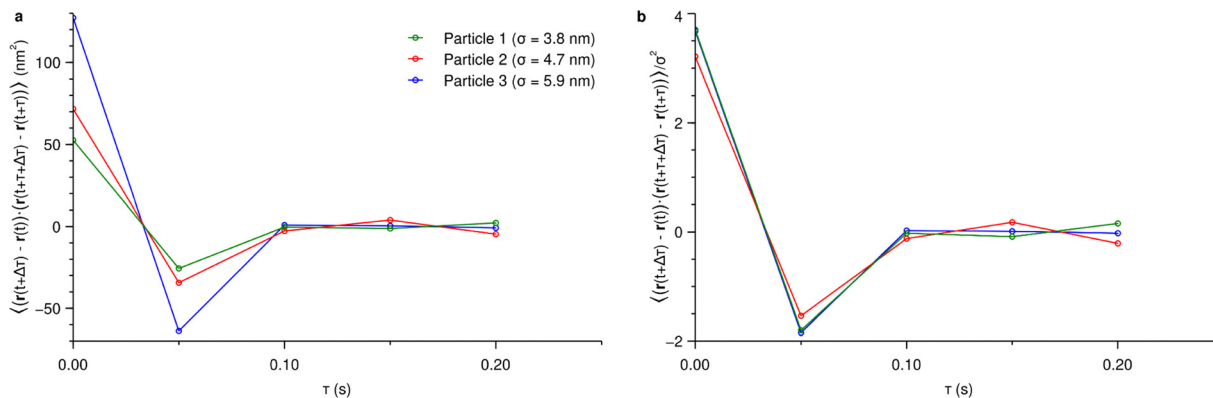 a
⟨(r(t+Δτ) - r(t))·(r(t+τ+Δτ) - r(t+τ))⟩ (nm²)
100
50
0
−50
0.00
0.10
0.20
τ (s)
Particle 1 (σ = 3.8 nm)
Particle 2 (σ = 4.7 nm)
Particle 3 (σ = 5.9 nm)
b
⟨(r(t+Δτ) - r(t))·(r(t+τ+Δτ) - r(t+τ))⟩/σ²
4
2
0
−2
0.00
0.10
0.20
τ (s)